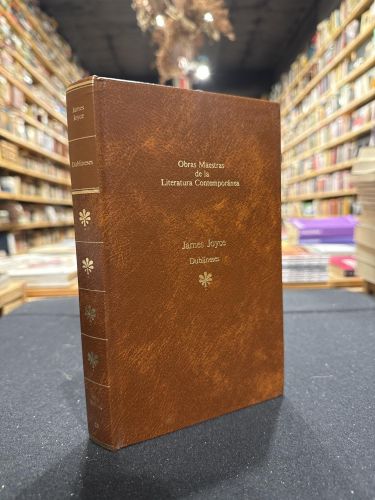 James
Joyce
Dublineses
Obras Maestras
de la
Literatura Contemporánea
James Joyce
Dublineses